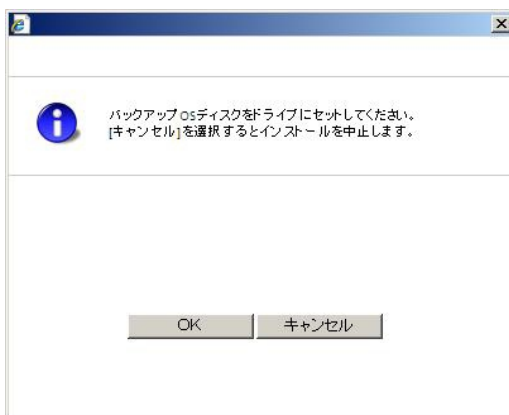 バックアップOSディスクをドライブにセットしてください。
[キャンセル]を選択するとインストールを中止します。
OK
キャンセル